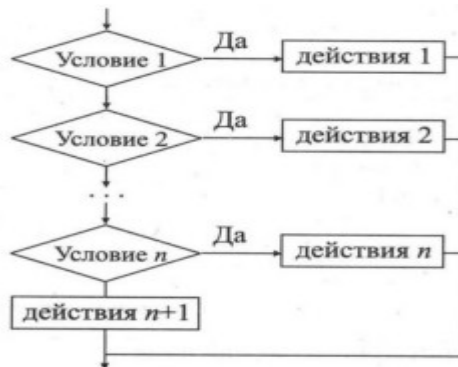 Да
Условие 1
действия 1
Да
Условие 2
действия 2
...
Да
Условие n
действия n
действия n+1